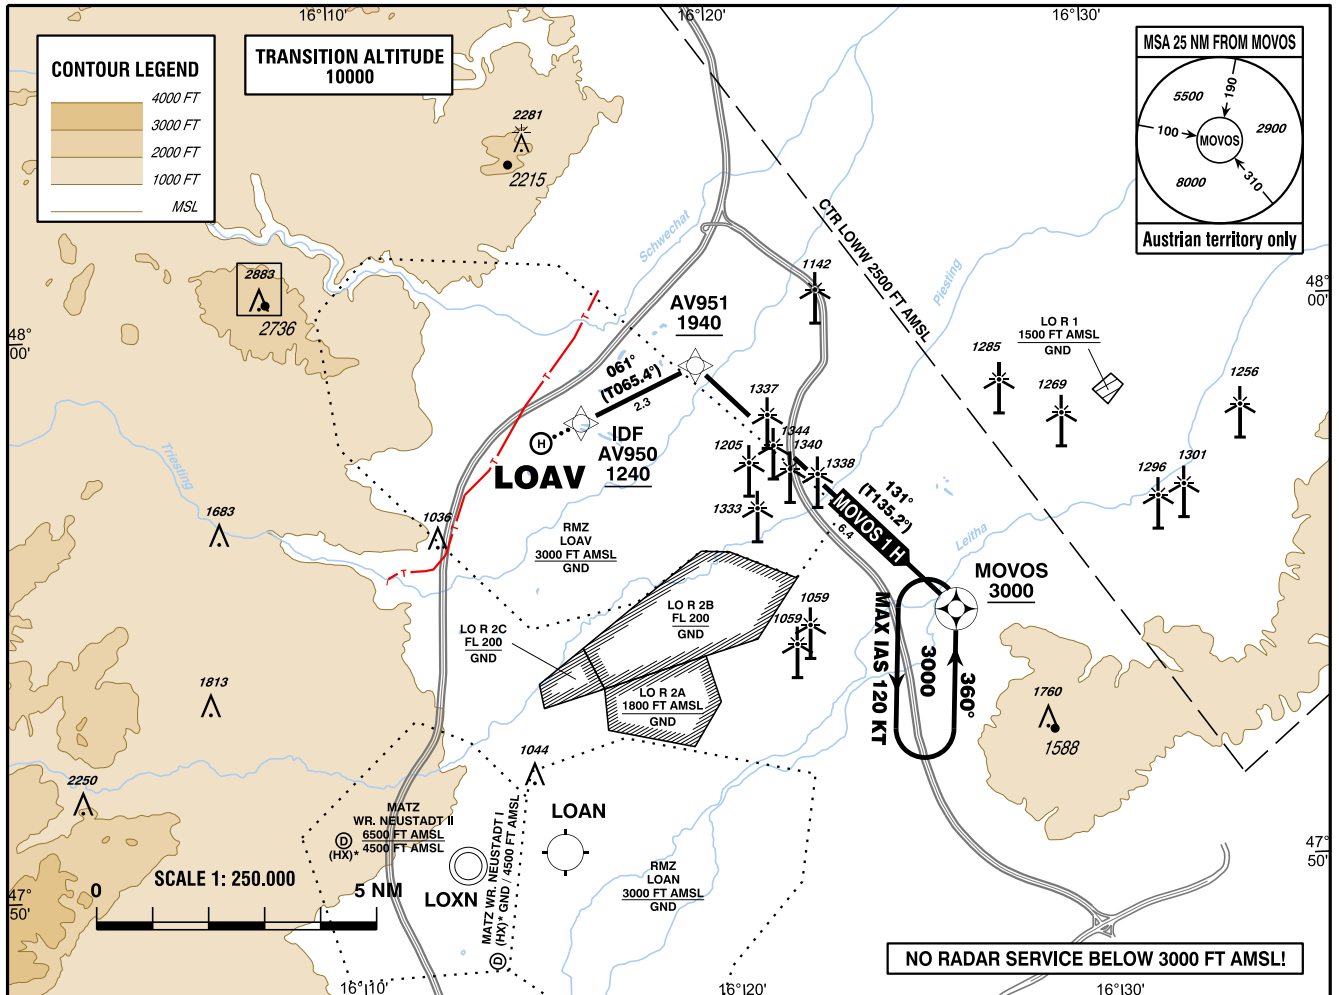 16°10'
16°20'
16°30'
CONTOUR LEGEND
4000 FT
3000 FT
2000 FT
1000 FT
MSL
TRANSITION ALTITUDE
10000
MSA 25 NM FROM MOVOS
5500
190
2900
100
MOVOS
8000
310
Austrian territory only
2281
2215
Schwechat
CTR LOWW 2500 FT AMSL
Piesting
2883
2736
1142
48°
00'
48°
00'
AV951
1940
LO R 1
1500 FT AMSL
GND
1285
1269
1256
T
T
T
T
T
061°
(T065.4°)
2.3
H
IDF
AV950
1240
LOAV
1337
1344
1205
1340
1338
1333
131°
(T135.2°)
MOVOS 1 H
6.4
1296
1301
Triesting
1683
1036
RMZ
LOAV
3000 FT AMSL
GND
Leitha
MOVOS
3000
LO R 2C
FL 200
GND
LO R 2B
FL 200
GND
LO R 2A
1800 FT AMSL
GND
1059
1059
MAX IAS 120 KT
3000
360°
1813
1760
1588
2250
1044
MATZ
WR. NEUSTADT II
6500 FT AMSL
4500 FT AMSL
D
(HX)*
MATZ WR. NEUSTADT I
(HX)* GND / 4500 FT AMSL
D
LOAN
LOXN
RMZ
LOAN
3000 FT AMSL
GND
47°
50'
47°
50'
SCALE 1: 250.000
0
5 NM
NO RADAR SERVICE BELOW 3000 FT AMSL!
16°10'
16°20'
16°30'